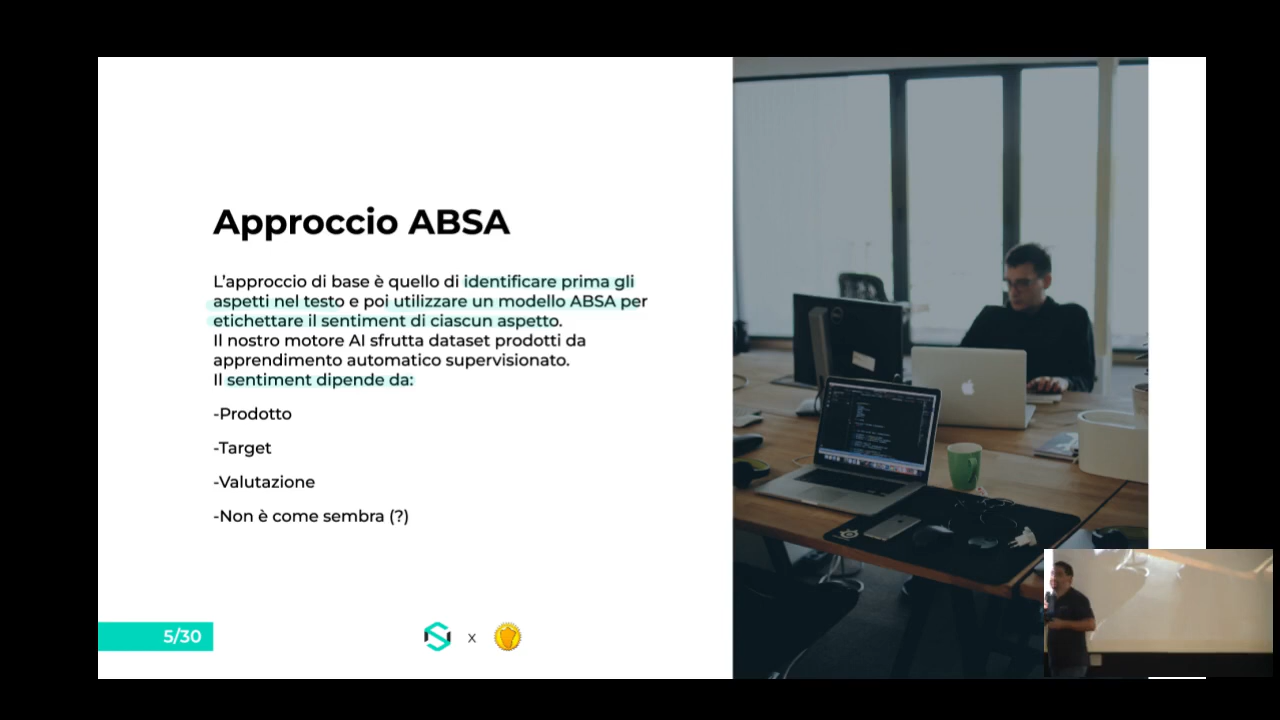 Approccio ABSA
L'approccio di base è quello di identificare prima gli
aspetti nel testo e poi utilizzare un modello ABSA per
etichettare il sentiment di ciascun aspetto.
Il nostro motore AI sfrutta dataset prodotti da
apprendimento automatico supervisionato.
Il sentiment dipende da:
-Prodotto
-Target
-Valutazione
-Non è come sembra (?)
5/30
x